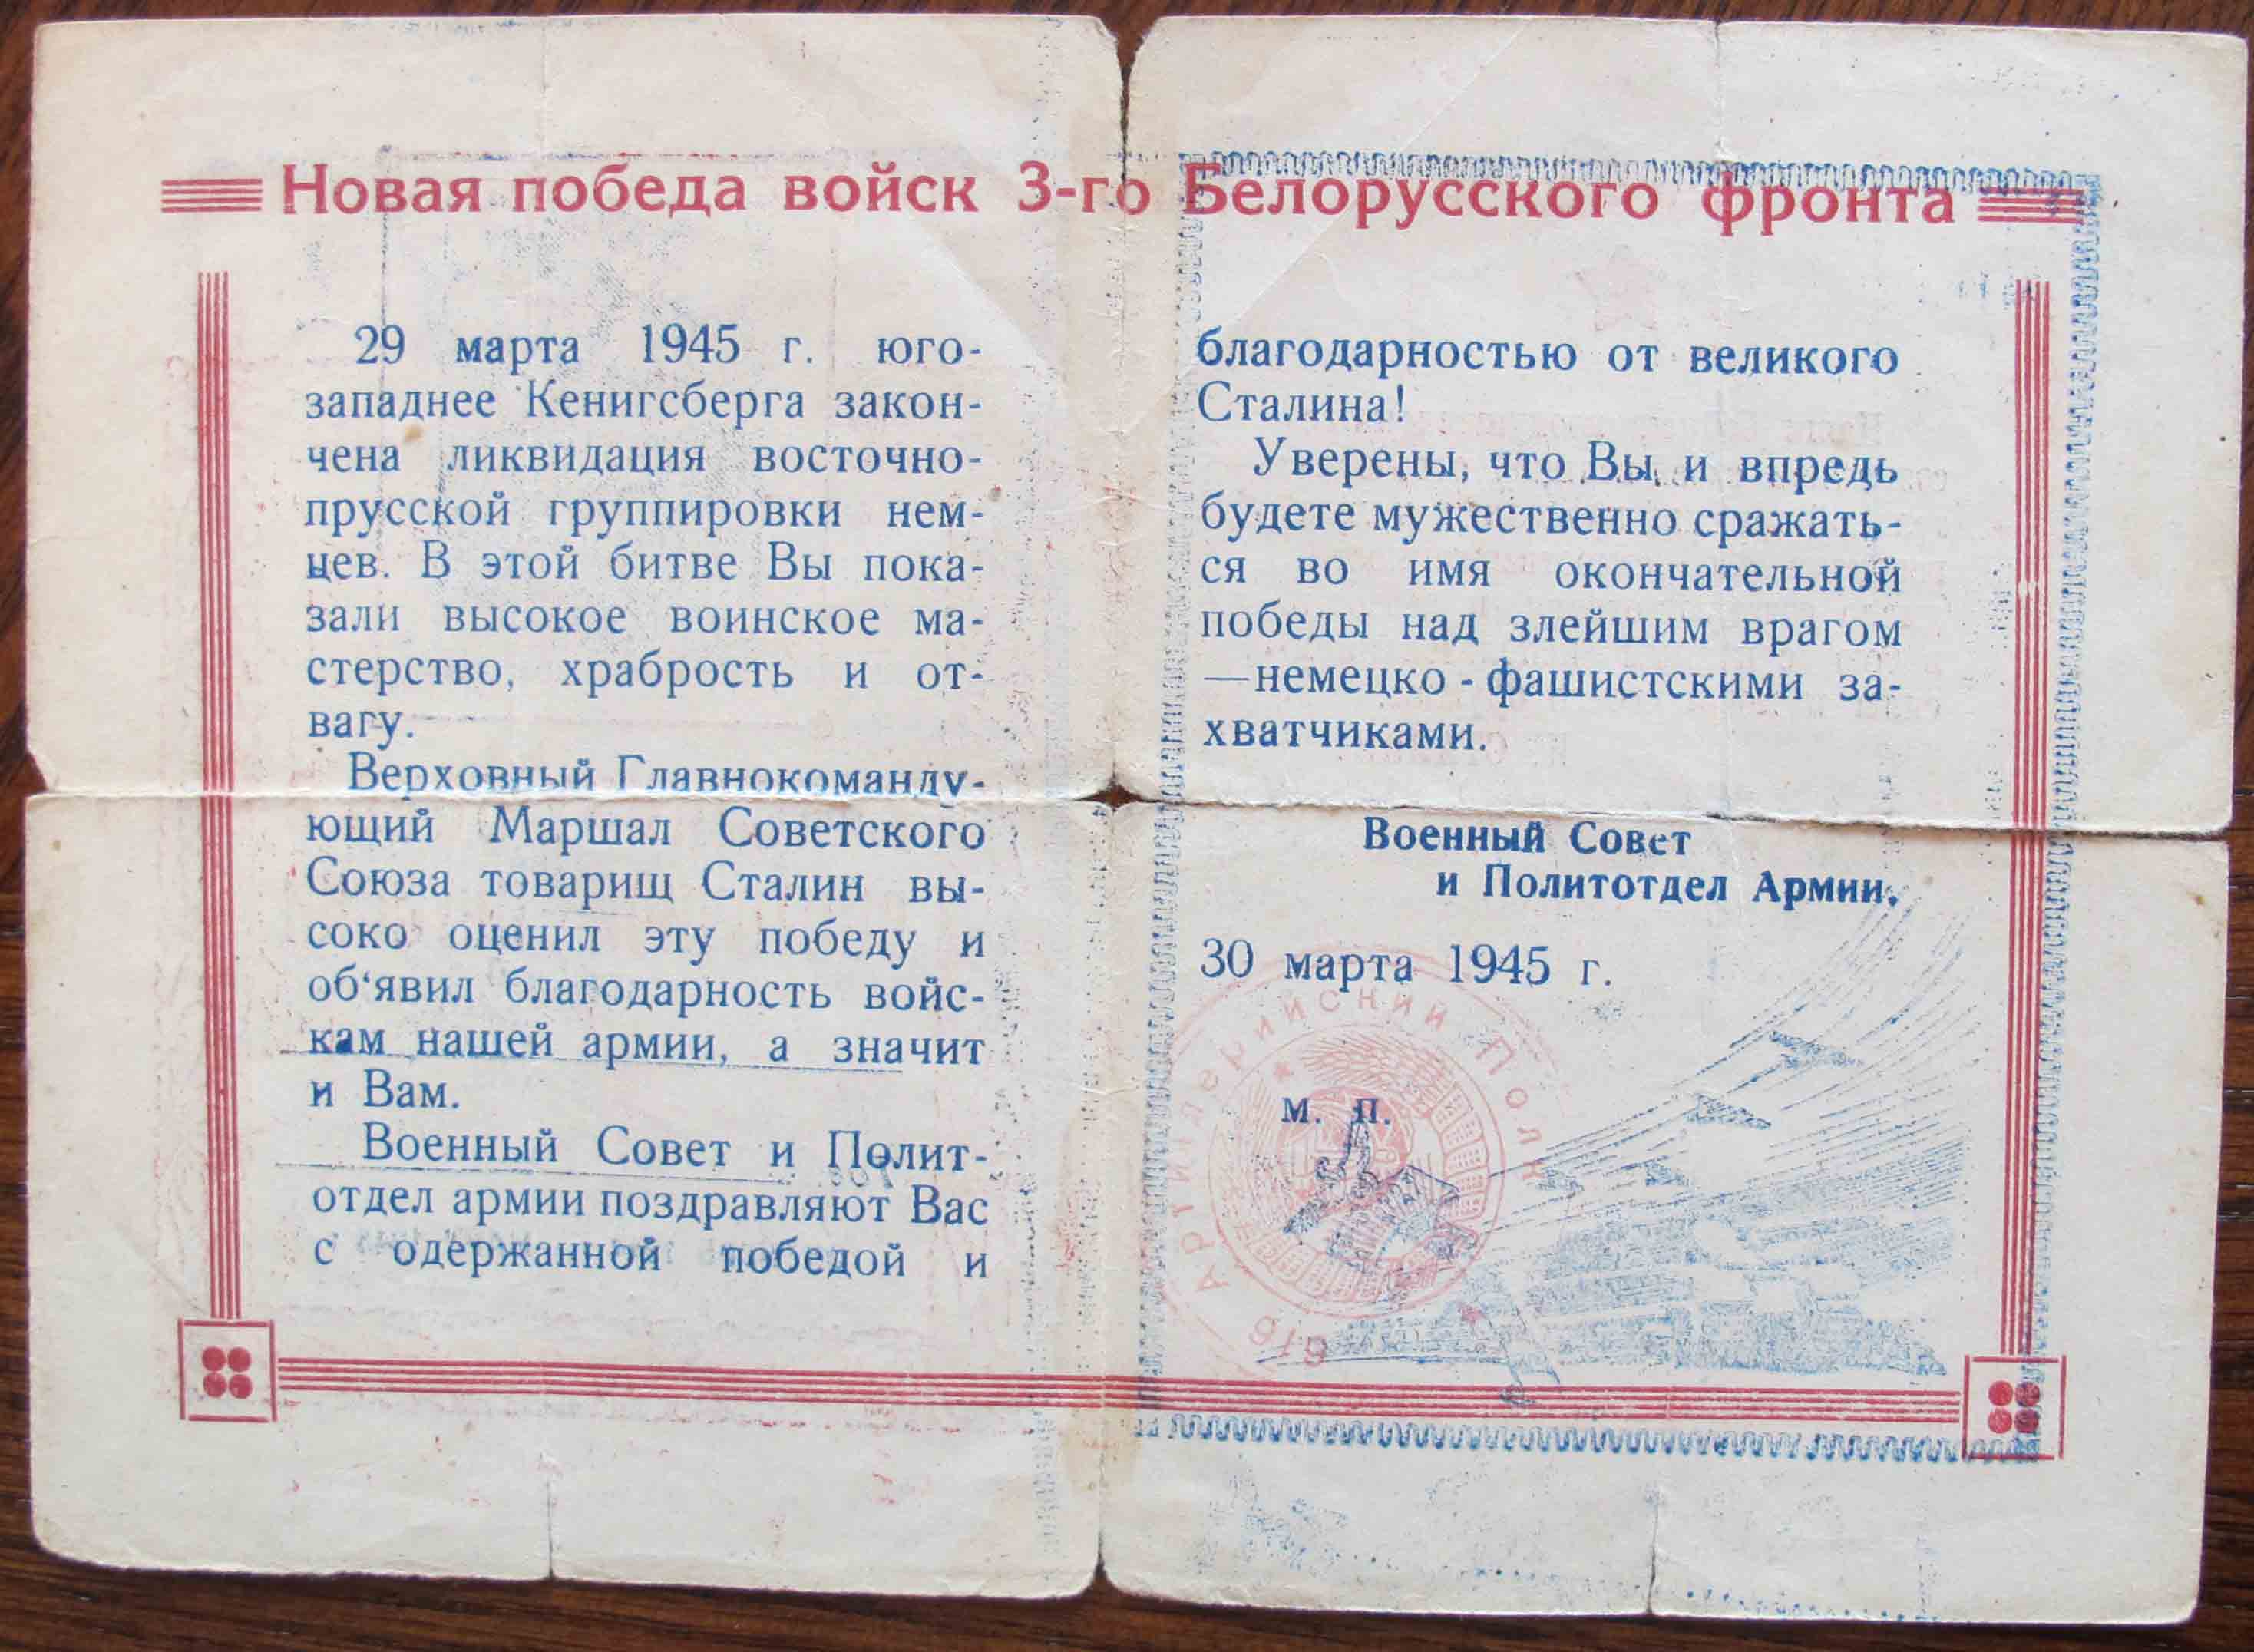 Новая победа войск 3-го Белорусского фронта
29 марта 1945 г. юго-
западнее Кенигсберга закон-
чена ликвидация восточно-
прусской группировки нем-
цев. В этой битве Вы пока-
зали высокое воинское ма-
стерство, храбрость и от-
вагу.
Верховный Главнокоманду-
ющий Маршал Советского
Союза товарищ Сталин вы-
соко оценил эту победу и
об‘явил благодарность войс-
кам нашей армии, а значит
и Вам.
Военный Совет и Полит-
отдел армии поздравляют Вас
с одержанной победой и
благодарностью от великого
Сталина!
Уверены, что Вы и впредь
будете мужественно сражать-
ся во имя окончательной
победы над злейшим врагом
—немецко-фашистскими за-
хватчиками.
Военный Совет
и Политотдел Армии.
30 марта 1945 г.
м. п.
Артиллерийский Полк